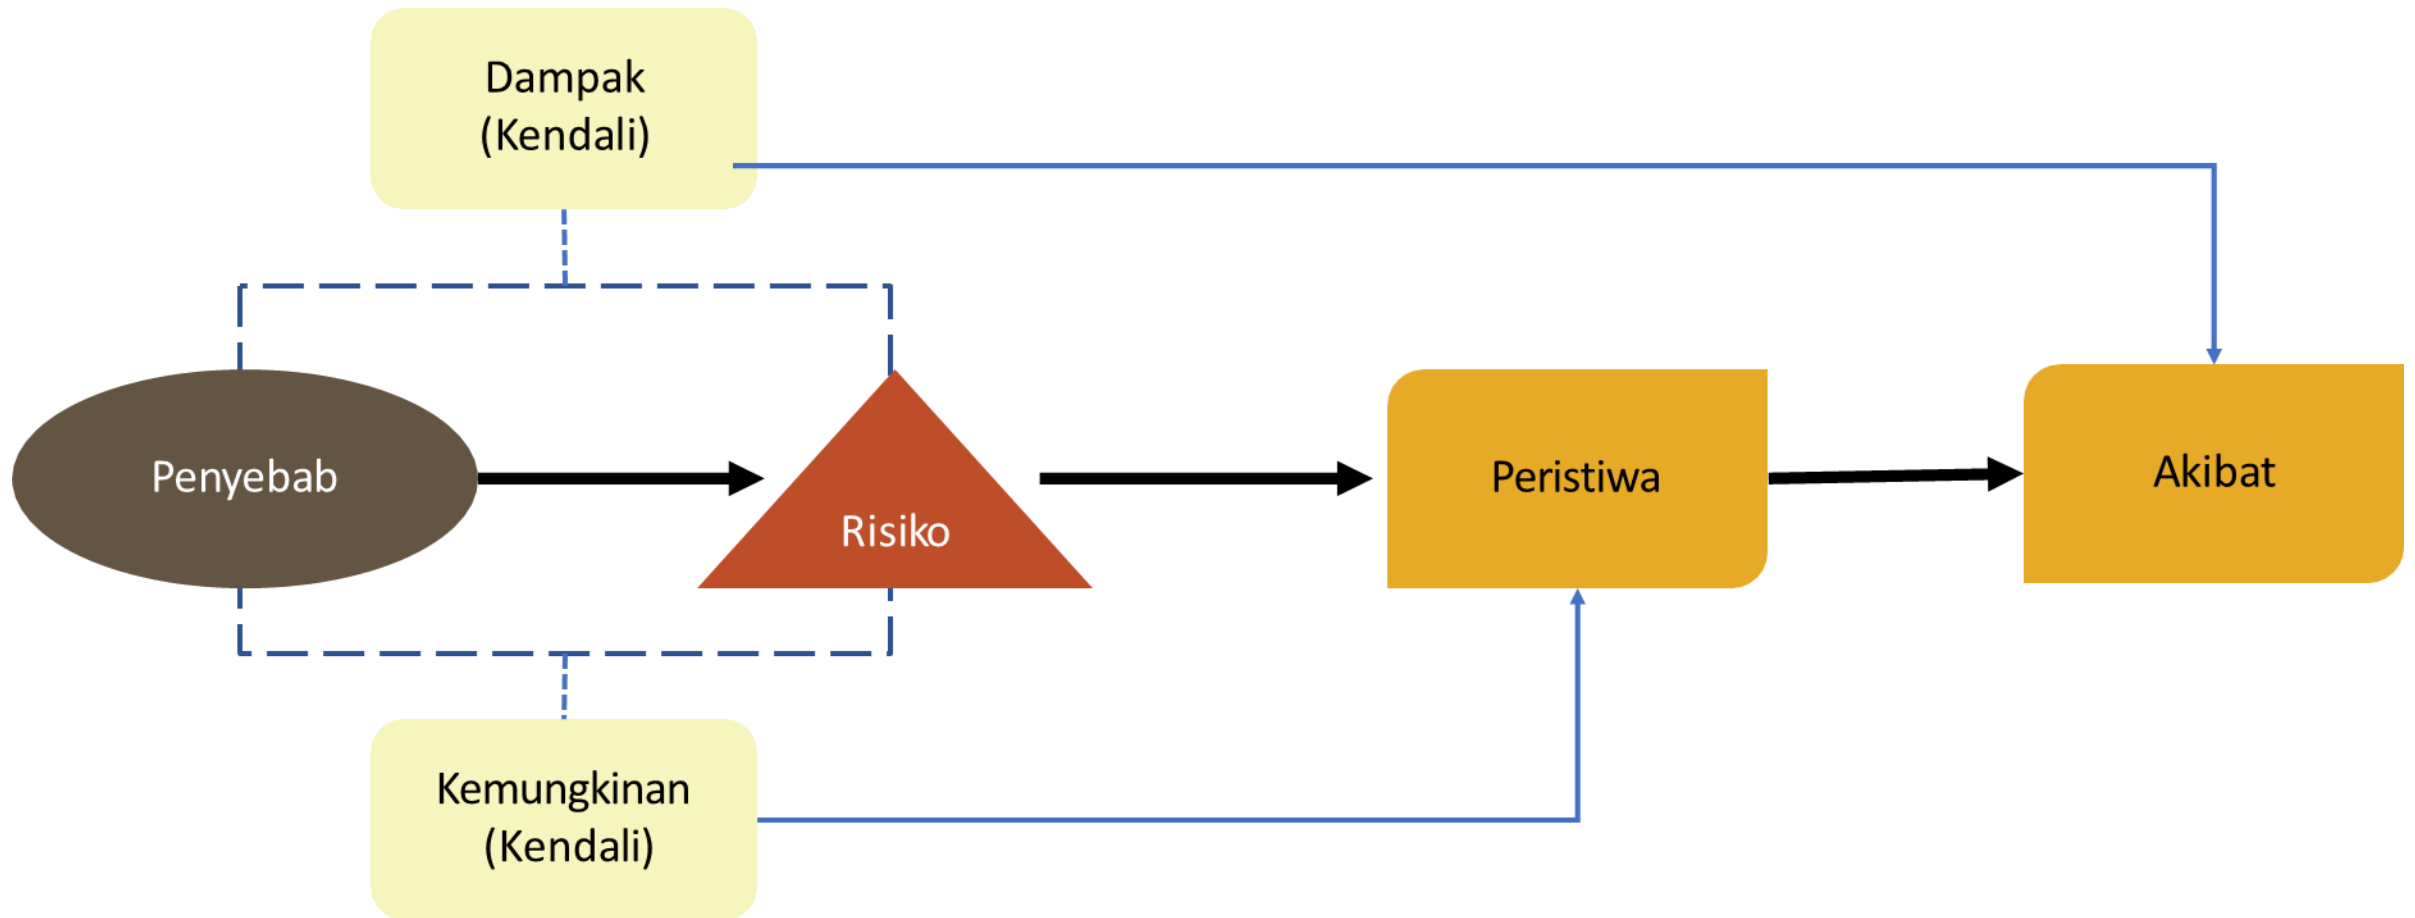 Dampak
(Kendali)
Penyebab
Risiko
Peristiwa
Akibat
Kemungkinan
(Kendali)